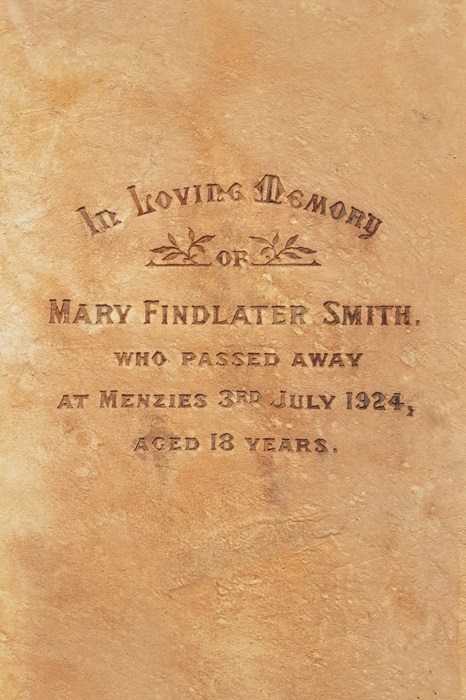 In Loving Memory
OF
MARY FINDLATER SMITH.
WHO PASSED AWAY
AT MENZIES 3RD JULY 1924,
AGED 18 YEARS.